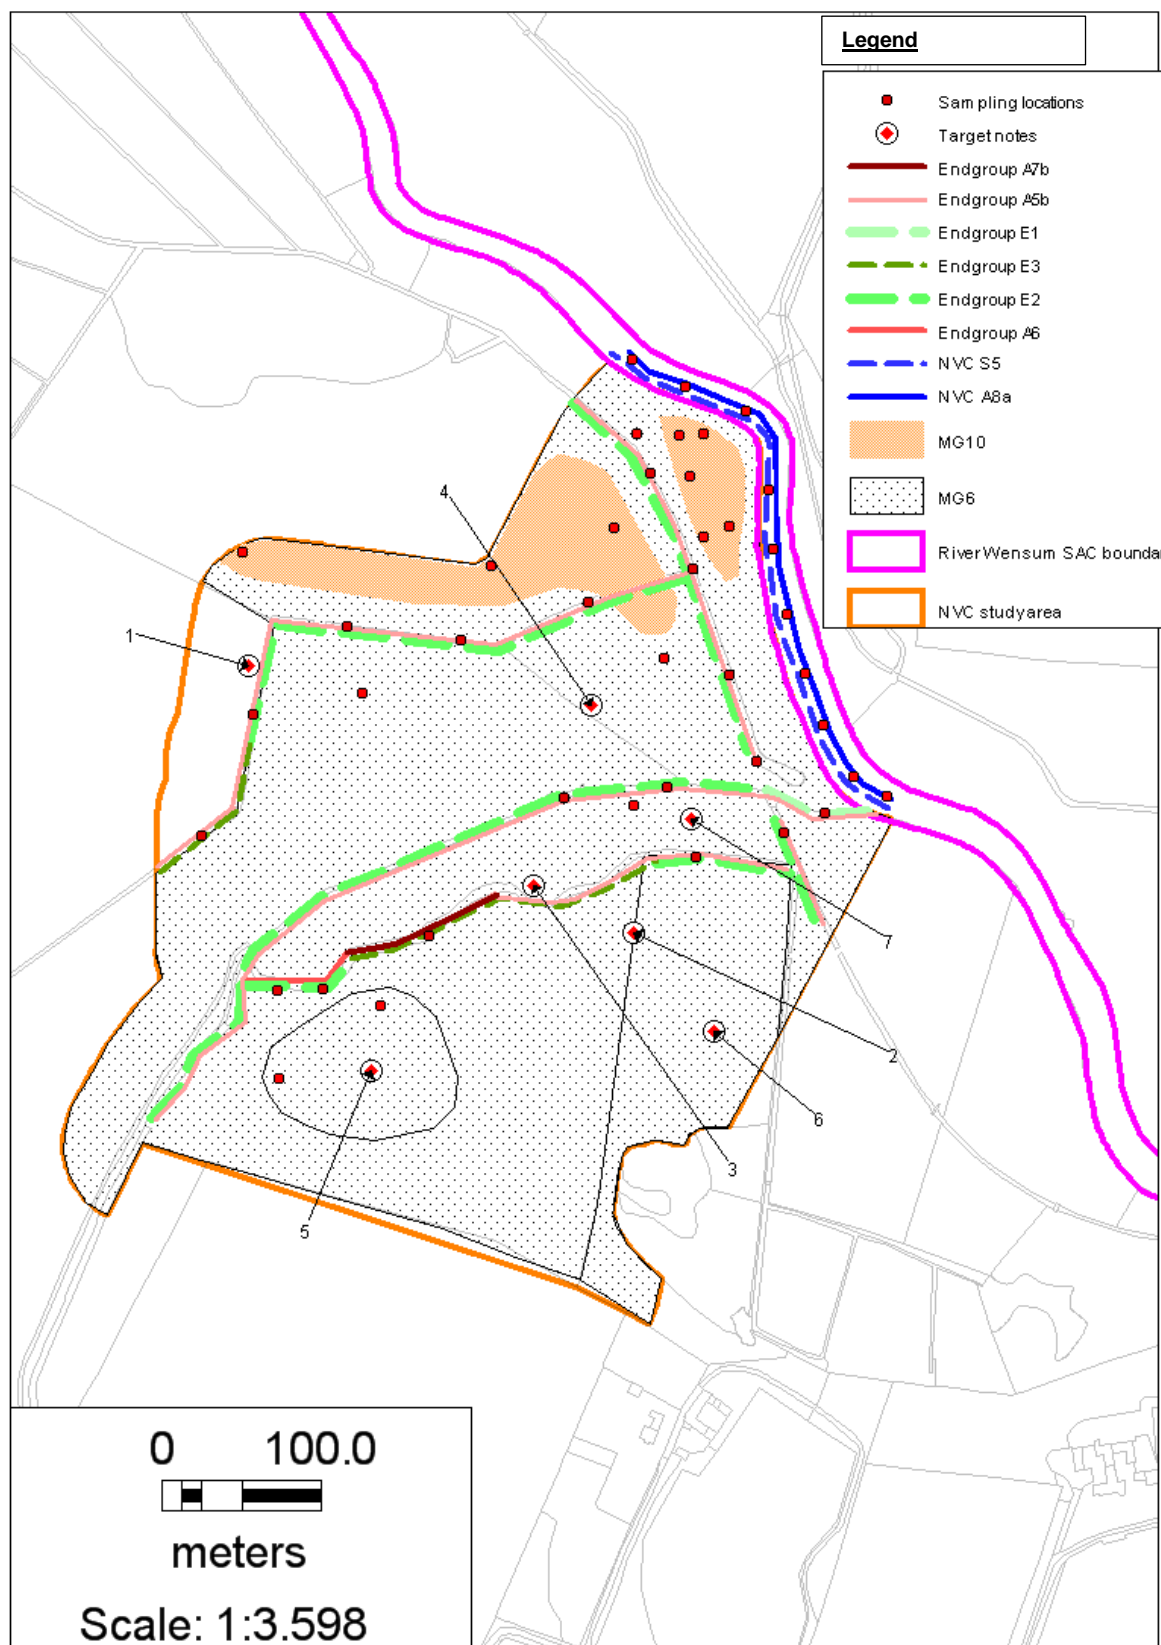 Legend
Sampling locations
Target notes
Endgroup A7b
Endgroup A5b
Endgroup E1
Endgroup E3
Endgroup E2
Endgroup A6
NVC S5
NVC A8a
MG10
MG6
River Wensum SAC bounda
NVC study area
4
1
7
2
6
3
5
0 100.0
meters
Scale: 1:3.598